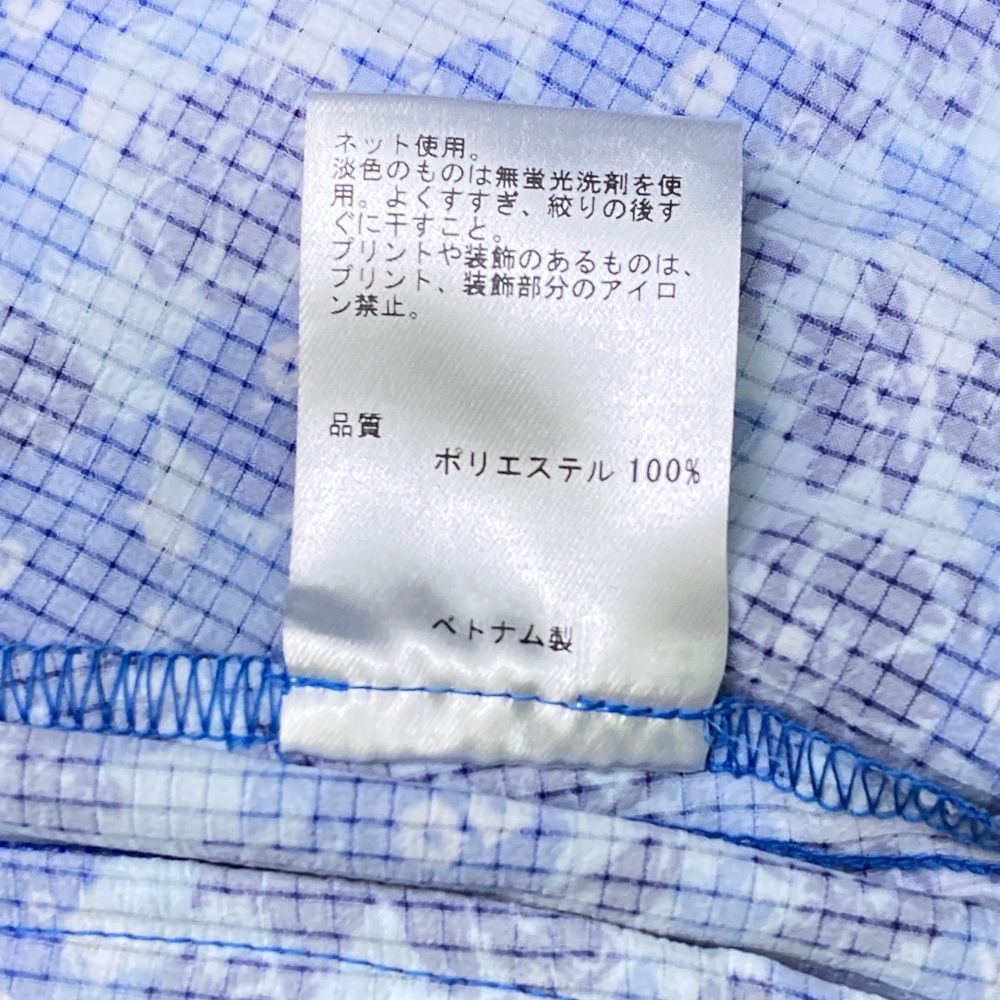 ネット使用。
淡色のものは無蛍光洗剤を使
用。よくすすぎ、絞りの後す
ぐに干すこと。
プリントや装飾のあるものは、
プリント、装飾部分のアイロ
ン禁止。
品質
ポリエステル 100%
ベトナム製